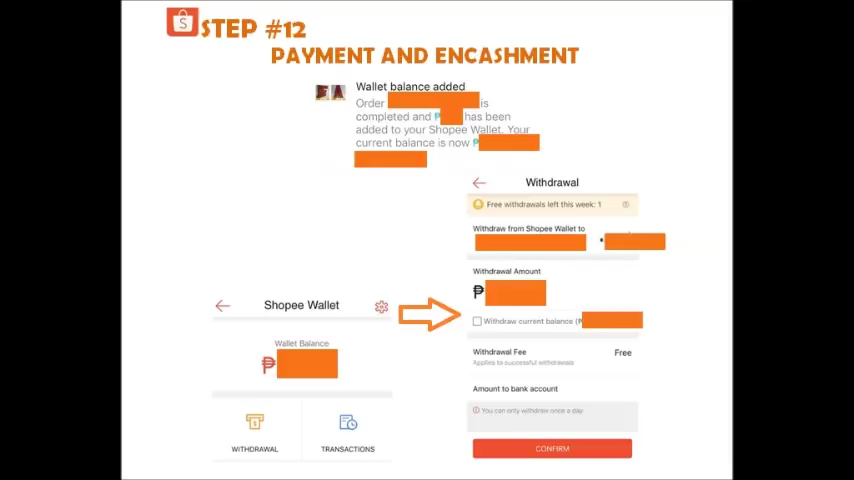 STEP #12
PAYMENT AND ENCASHMENT
Wallet balance added
Order is
completed and ₱ has been
added to your Shopee Wallet. Your
current balance is now ₱
Withdrawal
Free withdrawals left this week: 1
Withdraw from Shopee Wallet to
Withdrawal Amount
₱
Withdraw current balance (₱
Withdrawal Fee
Free
Applies to successful withdrawals
Amount to bank account
You can only withdraw once a day
CONFIRM
Shopee Wallet
Wallet Balance
₱
WITHDRAWAL
TRANSACTIONS